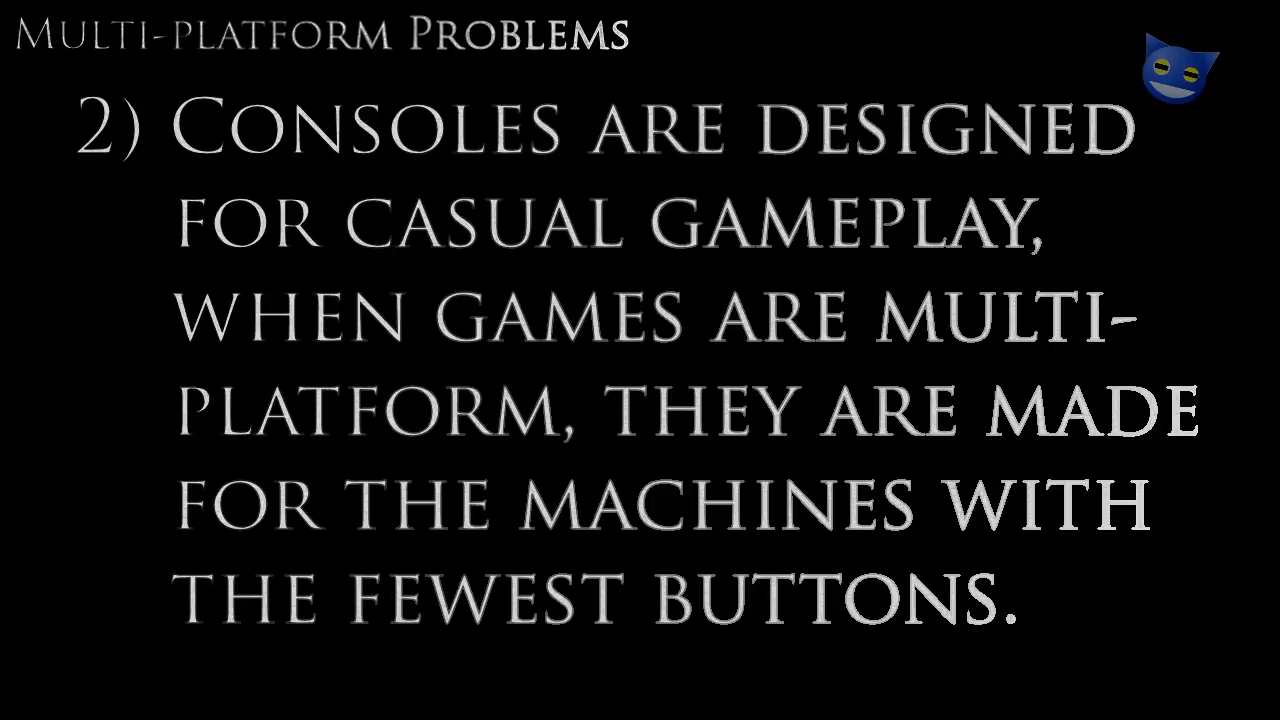 Multi-platform Problems
2) Consoles are designed
for casual gameplay,
when games are multi-
platform, they are made
for the machines with
the fewest buttons.